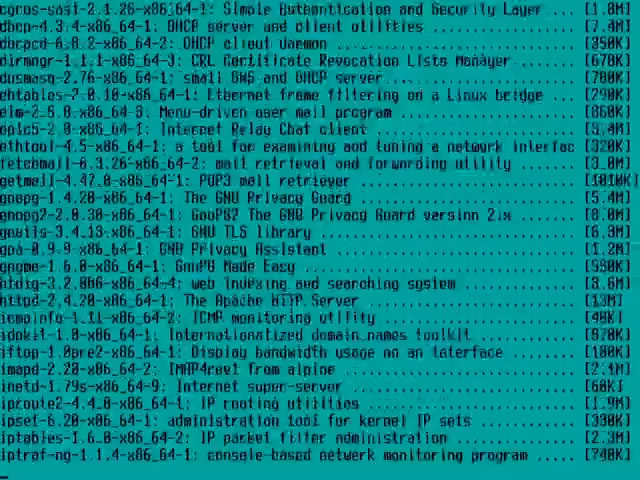 cyrus-sasl-2.1.26-x86_64-1: Simple Authentication and Security Layer ... [1.0M]
dhcp-4.3.4-x86_64-1: DHCP server and client utilities .................. [7.4M]
dhcpcd-6.8.2-x86_64-2: DHCP client daemon .............................. [350K]
dirmngr-1.1.1-x86_64-3: CRL Certificate Revocation Lists Manager ....... [670K]
dnsmasq-2.76-x86_64-1: small DNS and DHCP server ....................... [780K]
ebtables-2.0.10-x86_64-1: Ethernet frame filtering on a Linux bridge ... [290K]
elm-2.5.8-x86_64-3: Menu-driven user mail program ...................... [860K]
epic5-2.0-x86_64-1: Internet Relay Chat client ......................... [5.4M]
ethtool-4.5-x86_64-1: a tool for examining and tuning a network interfac [320K]
fetchmail-6.3.26-x86_64-2: mail retrieval and forwarding utility ....... [3.0M]
getmail-4.47.0-x86_64-1: POP3 mail retriever ........................... [1010K]
gnupg-1.4.20-x86_64-1: The GNU Privacy Guard ........................... [5.4M]
gnupg2-2.0.30-x86_64-1: GnuPG? The GNU Privacy Guard version 2.x ....... [8.0M]
gnutls-3.4.13-x86_64-1: GNU TLS library ................................ [6.9M]
gpa-0.9.9-x86_64-1: GNU Privacy Assistant .............................. [1.2M]
gpgme-1.6.0-x86_64-1: GnuPG Made Easy .................................. [990K]
htdig-3.2.0b6-x86_64-4: web indexing and searching system .............. [8.6M]
httpd-2.4.20-x86_64-1: The Apache HTTP Server .......................... [13M]
icmpinfo-1.11-x86_64-2: ICMP monitoring utility ........................ [40K]
idnkit-1.0-x86_64-1: Internationalized domain names toolkit ............ [970K]
iftop-1.0pre2-x86_64-1: Display bandwidth usage on an interface ........ [100K]
imapd-2.20-x86_64-2: IMAP4rev1 from alpine ............................. [2.1M]
inetd-1.79s-x86_64-9: Internet super-server ............................ [60K]
iproute2-4.4.0-x86_64-1: IP routing utilities .......................... [1.9M]
ipset-6.20-x86_64-1: administration tool for kernel IP sets ............ [330K]
iptables-1.6.0-x86_64-2: IP packet filter administration ............... [2.3M]
iptraf-ng-1.1.4-x86_64-1: console-based network monitoring program ..... [740K]